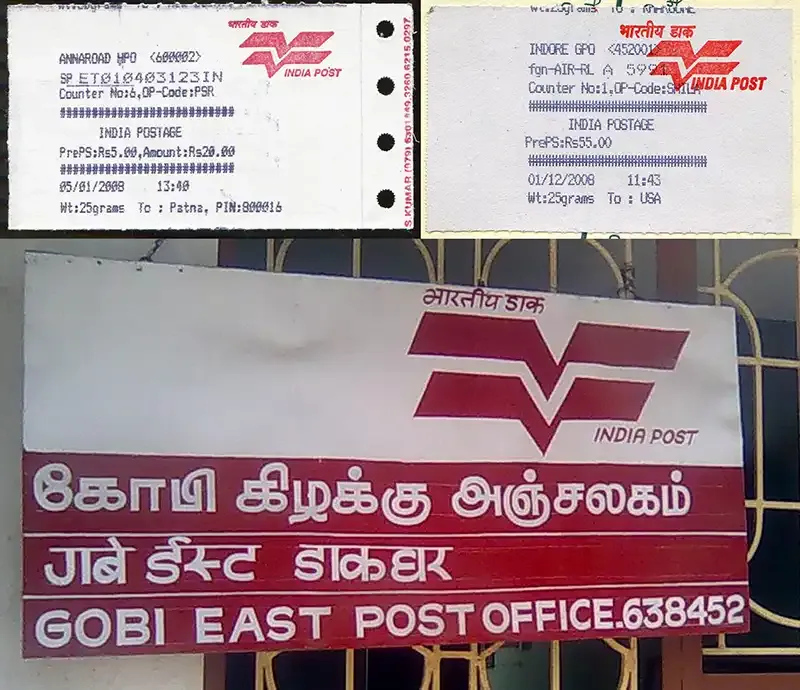 भारतीय डाक
INDIA POST
ANNAROAD HPO <600002>
SP ET010403123IN
Counter No:6,OP-Code:PSR
INDIA POSTAGE
PrePS:Rs5.00,Amount:Rs20.00
05/01/2008 13:40
Wt:25grams To : Patna, PIN:800016
भारतीय डाक
INDIA POST
INDORE GPO
fgn-AIR-RL A
Counter No:1,OP-Code:
INDIA POSTAGE
PrePS:Rs55.00
01/12/2008 11:43
Wt:25grams To : USA
भारतीय डाक
INDIA POST
கோபி கிழக்கு அஞ்சலகம்
गाबे ईस्ट डाकघर
GOBI EAST POST OFFICE.638452